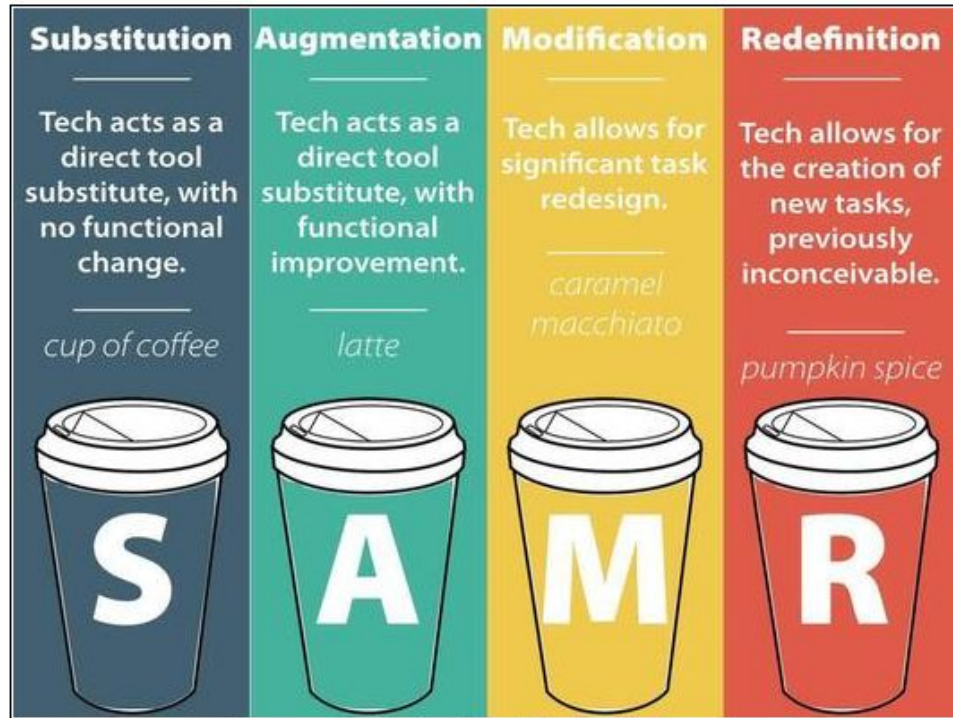 Substitution
Tech acts as a
direct tool
substitute, with
no functional
change.
cup of coffee
S
Augmentation
Tech acts as a
direct tool
substitute, with
functional
improvement.
latte
A
Modification
Tech allows for
significant task
redesign.
caramel
macchiato
M
Redefinition
Tech allows for
the creation of
new tasks,
previously
inconceivable.
pumpkin spice
R